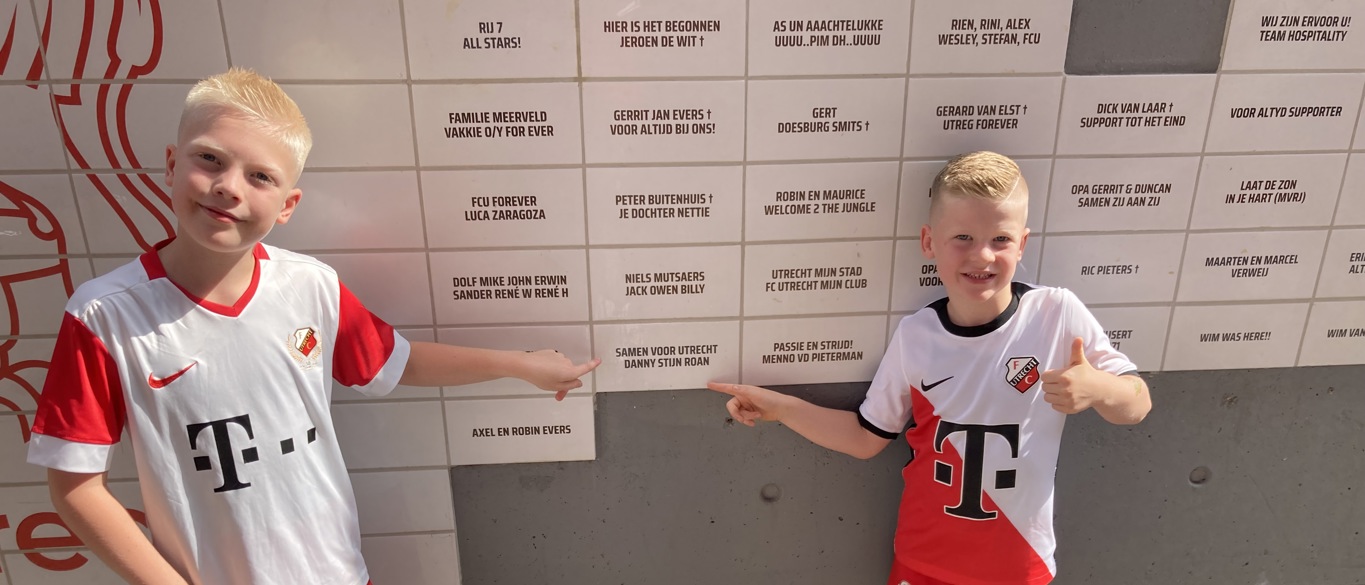 RIJ 7
ALL STARS!
HIER IS HET BEGONNEN
JEROEN DE WIT †
AS UN AAACHTELUKKE
UUUU..PIM DH..UUUU
RIEN, RINI, ALEX
WESLEY, STEFAN, FCU
WIJ ZIJN ERVOOR U!
TEAM HOSPITALITY
FAMILIE MEERVELD
VAKKIE O/Y FOR EVER
GERRIT JAN EVERS †
VOOR ALTIJD BIJ ONS!
GERT
DOESBURG SMITS †
GERARD VAN ELST †
UTREG FOREVER
DICK VAN LAAR †
SUPPORT TOT HET EIND
VOOR ALTYD SUPPORTER
FCU FOREVER
LUCA ZARAGOZA
PETER BUITENHUIS †
JE DOCHTER NETTIE
ROBIN EN MAURICE
WELCOME 2 THE JUNGLE
OPA GERRIT & DUNCAN
SAMEN ZIJ AAN ZIJ
LAAT DE ZON
IN JE HART (MVRJ)
DOLF MIKE JOHN ERWIN
SANDER RENÉ W RENÉ H
NIELS MUTSAERS
JACK OWEN BILLY
UTRECHT MIJN STAD
FC UTRECHT MIJN CLUB
OPA
RIC PIETERS †
MAARTEN EN MARCEL
VERWEIJ
SAMEN VOOR UTRECHT
DANNY STIJN ROAN
PASSIE EN STRIJD!
MENNO VD PIETERMAN
WIM WAS HERE!!
WIM VAN
AXEL EN ROBIN EVERS
T
F
UTRECHT
C
T